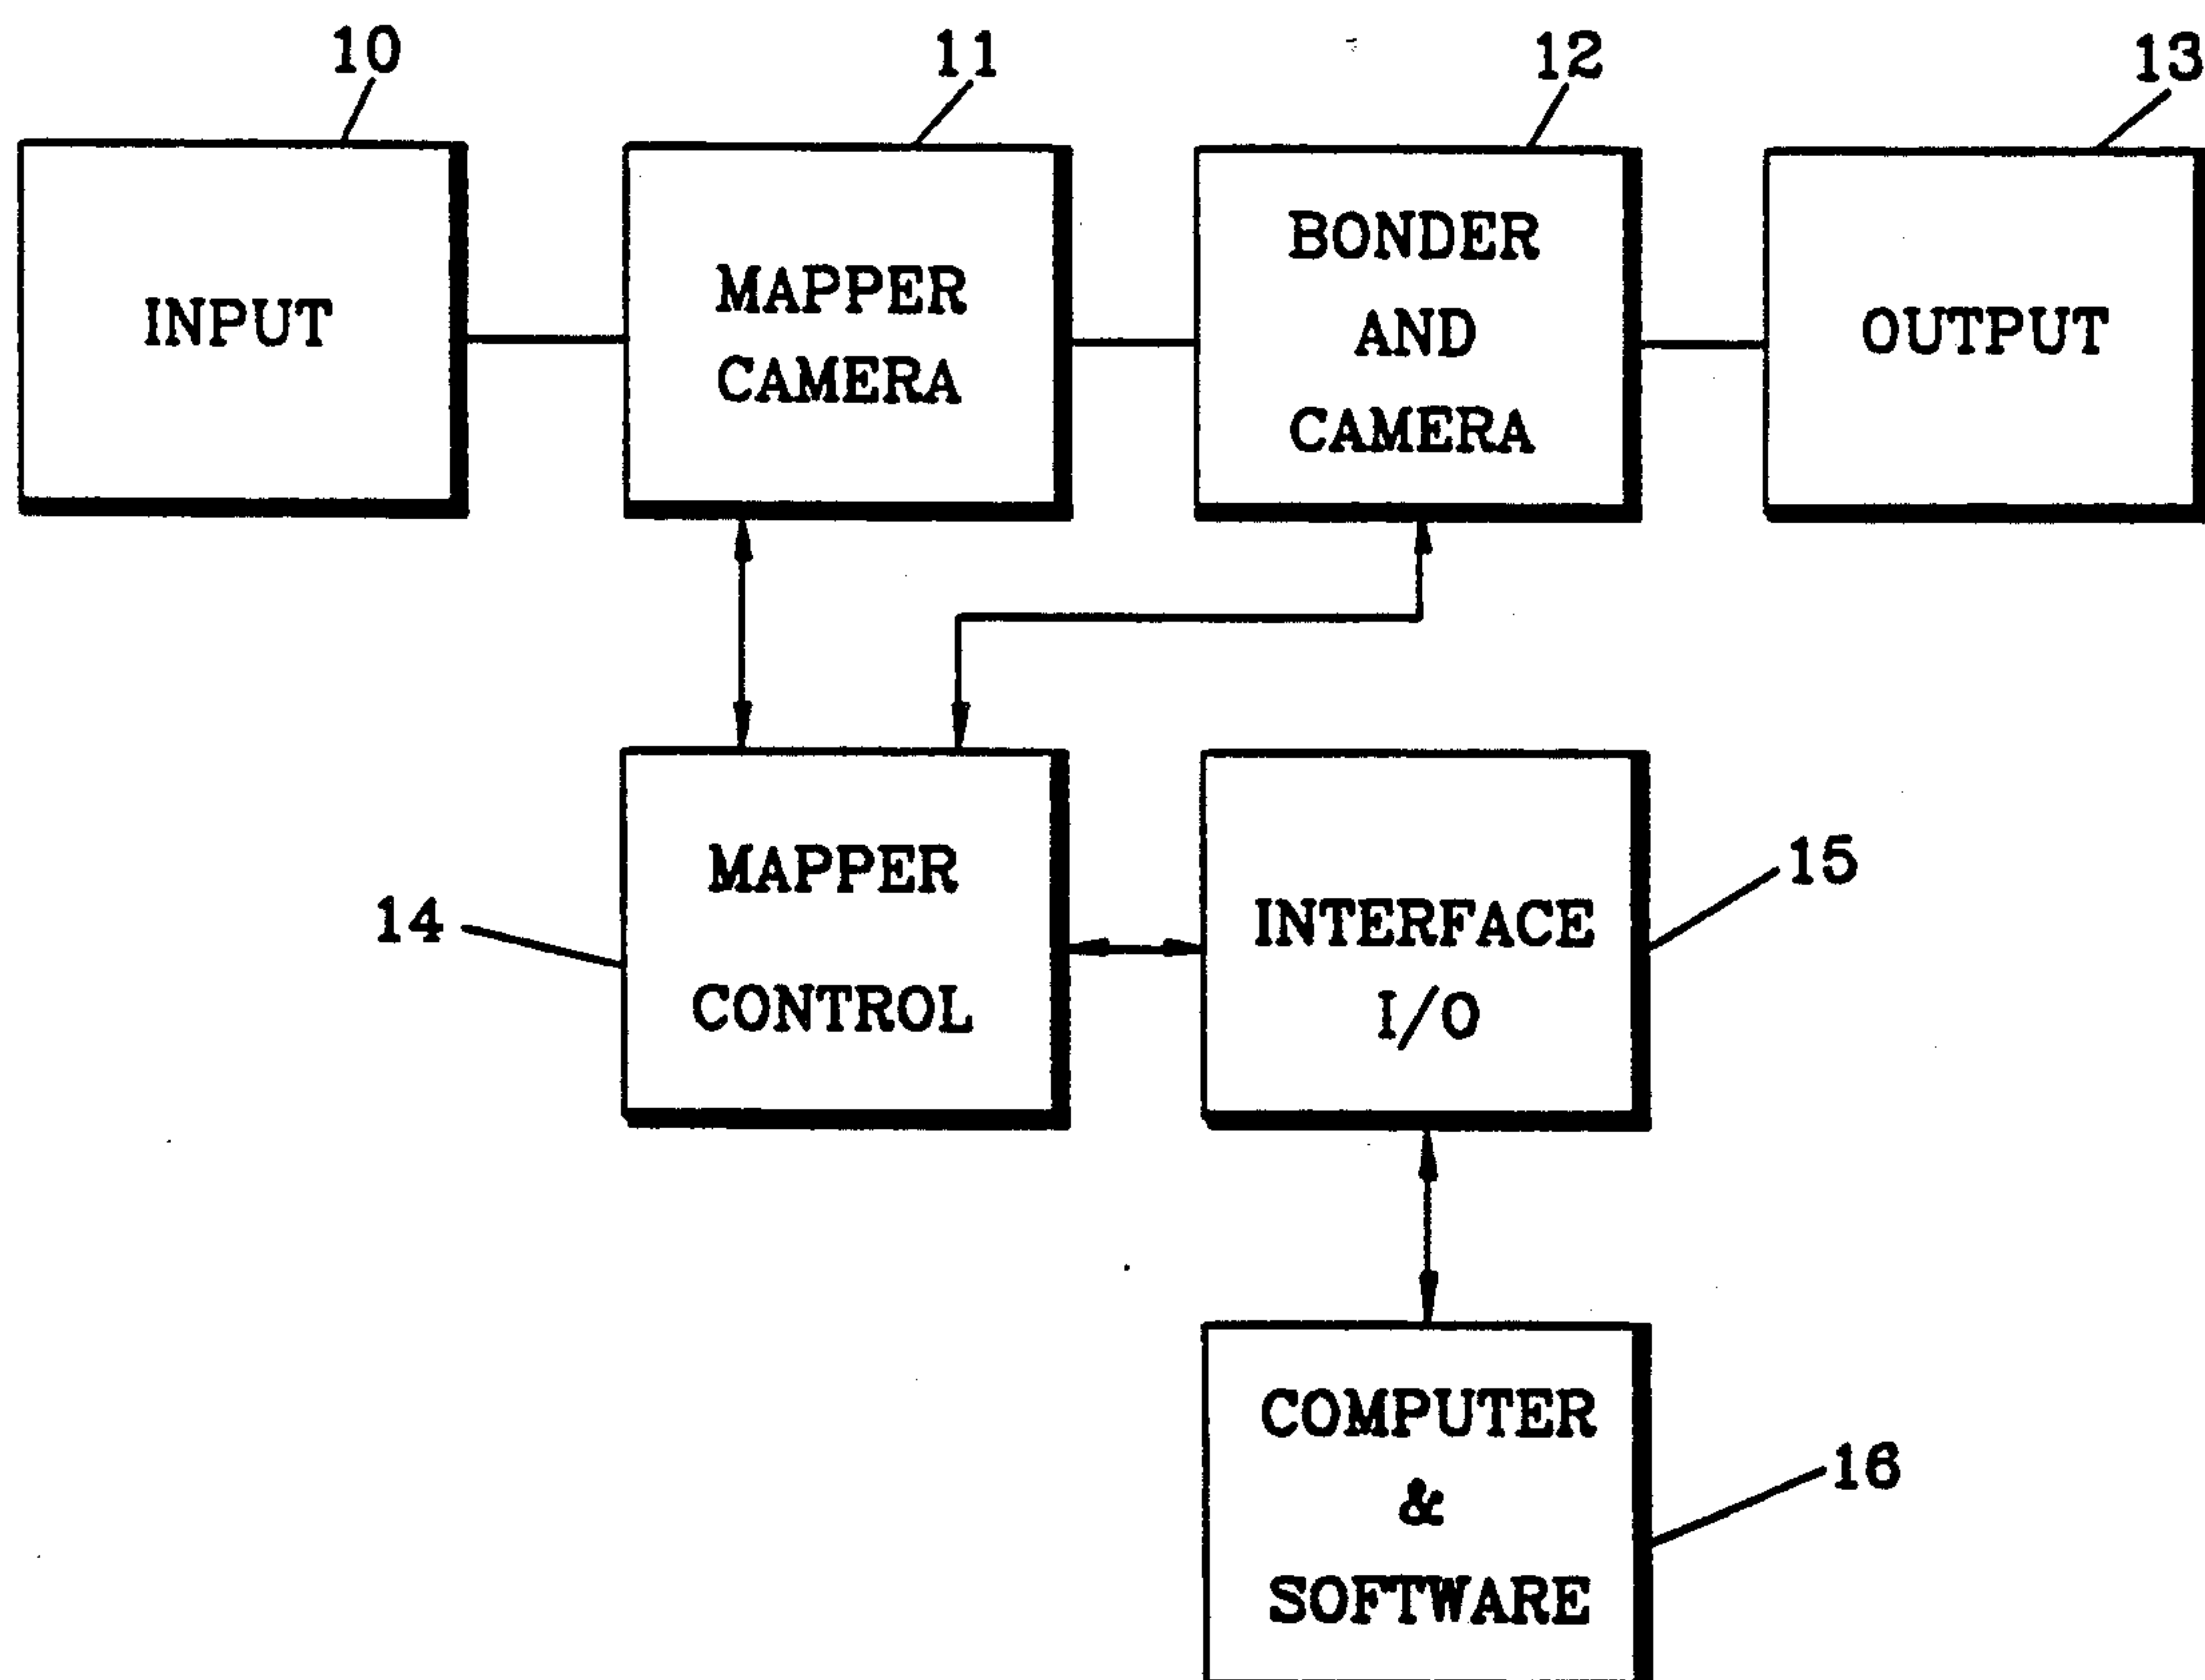 10
11
12
13
INPUT
MAPPER
CAMERA
BONDER
AND
CAMERA
OUTPUT
14
MAPPER
CONTROL
INTERFACE
I/O
15
COMPUTER
&
SOFTWARE
16